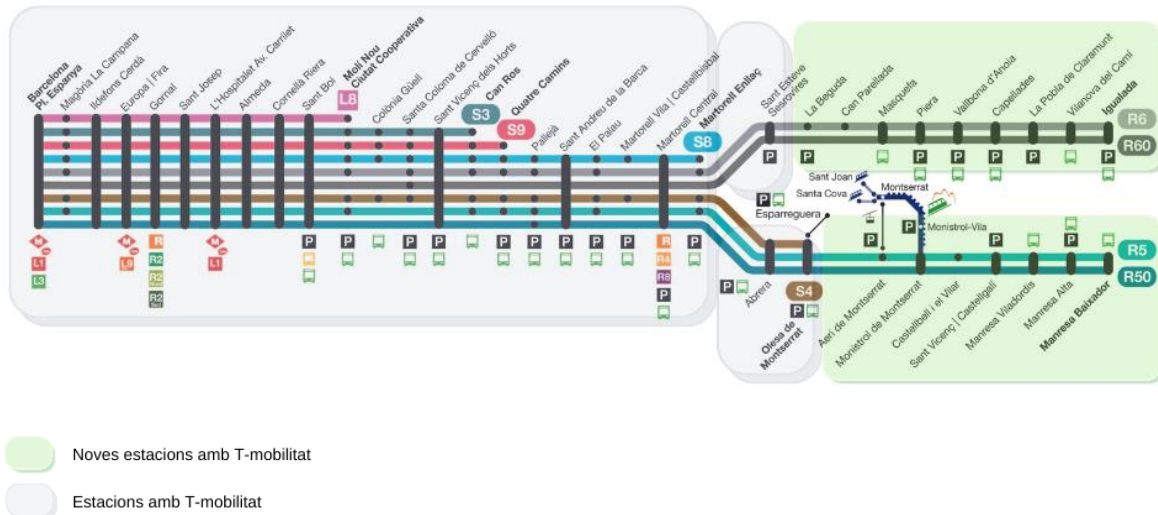 Barcelona
Pl. Espanya
Magòria La Campana
Ildefons Cerdà
Europa | Fira
Gornal
Sant Josep
L'Hospitalet Av. Carrilet
Almeda
Cornellà Riera
Sant Boi
Molí Nou
Ciutat Cooperativa
L8
Colònia Güell
Santa Coloma de Cervelló
Sant Vicenç dels Horts
Can Ros
S3
Quatre Camins
S9
Pallejà
Sant Andreu de la Barca
El Palau
Martorell Vila | Castellbisbal
Martorell Central
Martorell Enllaç
S8
Sant Esteve
Sesrovires
La Beguda
Can Parellada
Masquefa
Piera
Vallbona d'Anoia
Capellades
La Pobla de Claramunt
Vilanova del Camí
Igualada
R6
R60
P
P
P
P
P
P
P
Sant Joan
Montserrat
Santa Cova
P
Esparreguera
P
P
Monistrol-Vila
M
L1
L3
M
L9
R
R2
R2
R2
M
L1
P
P
P
P
P
P
P
P
P
R
R4
R8
P
P
P
P
R5
R50
P
Abrera
S4
P
Olesa de
Montserrat
Aeri de Montserrat
Monistrol de Montserrat
Castellbell i el Vilar
Sant Vicenç | Castellgalí
Manresa Viladordis
Manresa Alta
Manresa Baixador
Noves estacions amb T-mobilitat
Estacions amb T-mobilitat